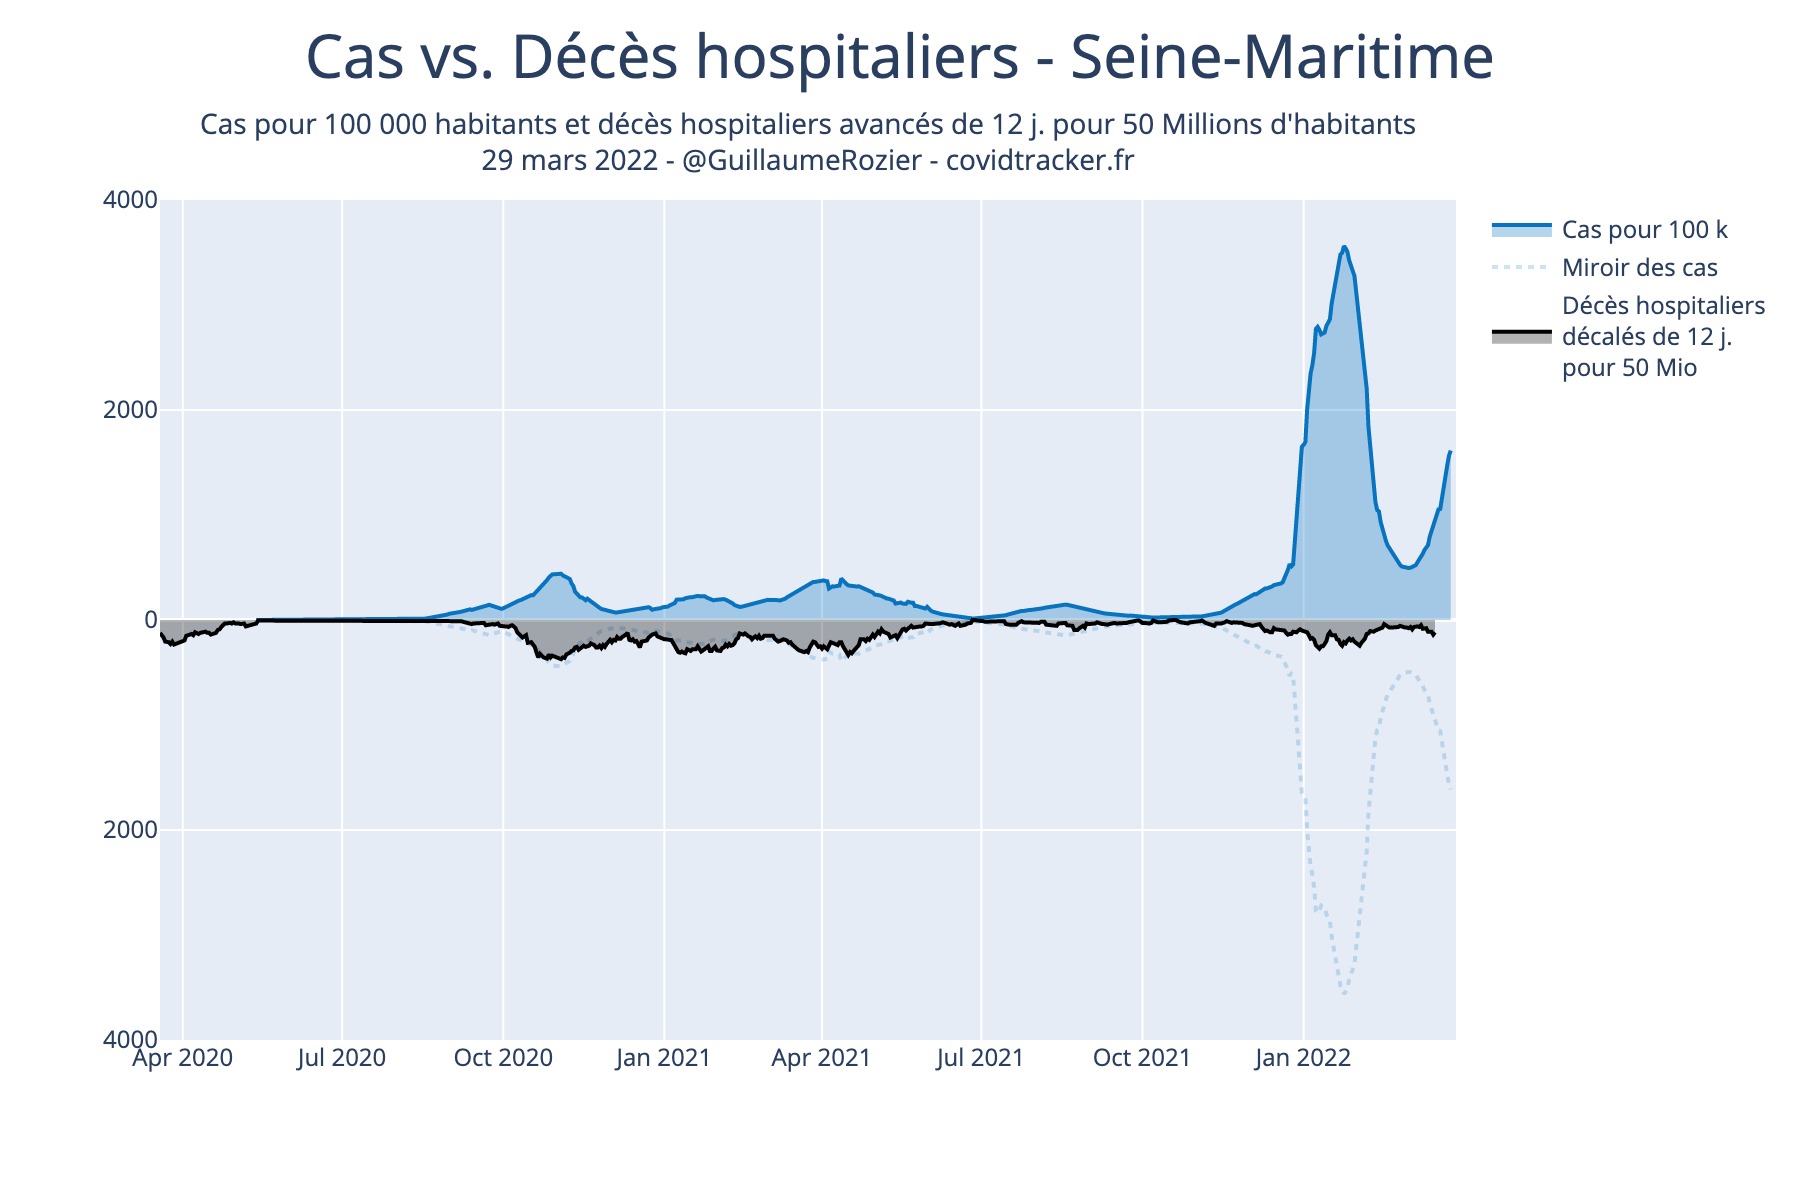 Cas vs. Décès hospitaliers - Seine-Maritime
Cas pour 100 000 habitants et décès hospitaliers avancés de 12 j. pour 50 Millions d'habitants
29 mars 2022 - @GuillaumeRozier - covidtracker.fr
4000
2000
0
2000
4000
Apr 2020
Jul 2020
Oct 2020
Jan 2021
Apr 2021
Jul 2021
Oct 2021
Jan 2022
Cas pour 100 k
Miroir des cas
Décès hospitaliers
décalés de 12 j.
pour 50 Mio